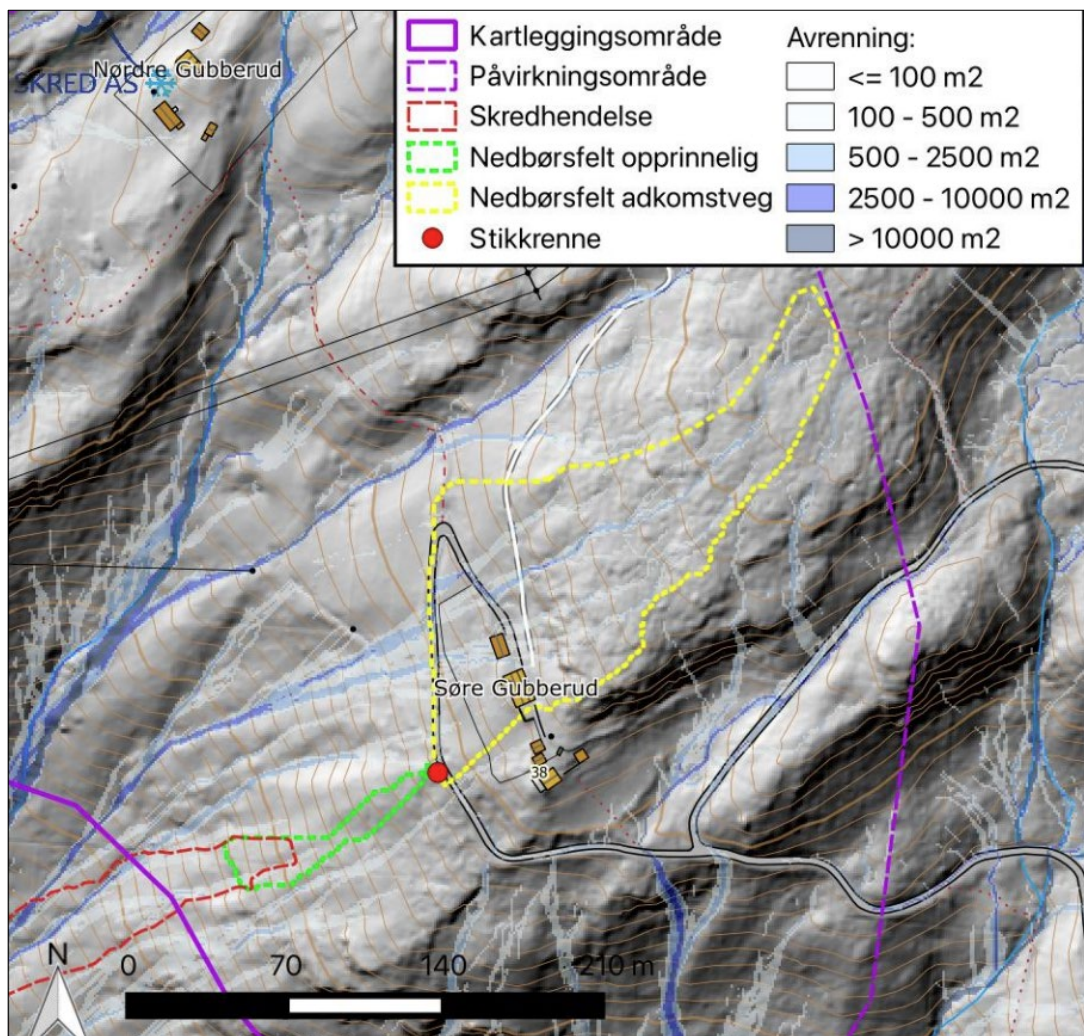 Kartleggingsområde
Påvirkningsområde
Skredhendelse
Nedbørsfelt opprinnelig
Nedbørsfelt adkomstveg
Stikkrenne
Avrenning:
<= 100 m2
100 - 500 m2
500 - 2500 m2
2500 - 10000 m2
> 10000 m2
Nørdre Gubberud
SKRED AS
Søre Gubberud
38
N
0 70 140 210 m